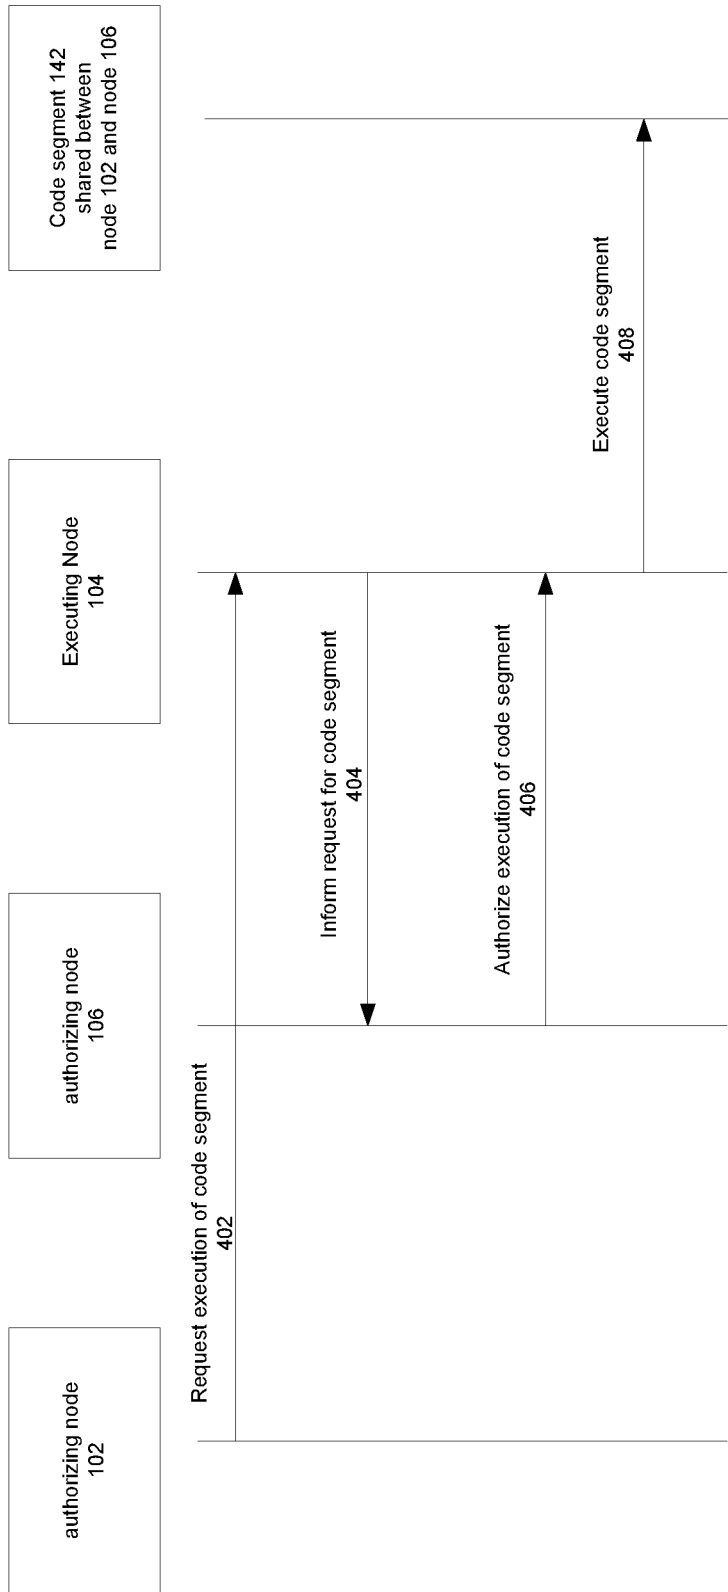 authorizing node
102
authorizing node
106
Executing Node
104
Code segment 142
shared between
node 102 and node 106
Request execution of code segment
402
Inform request for code segment
404
Authorize execution of code segment
406
Execute code segment
408